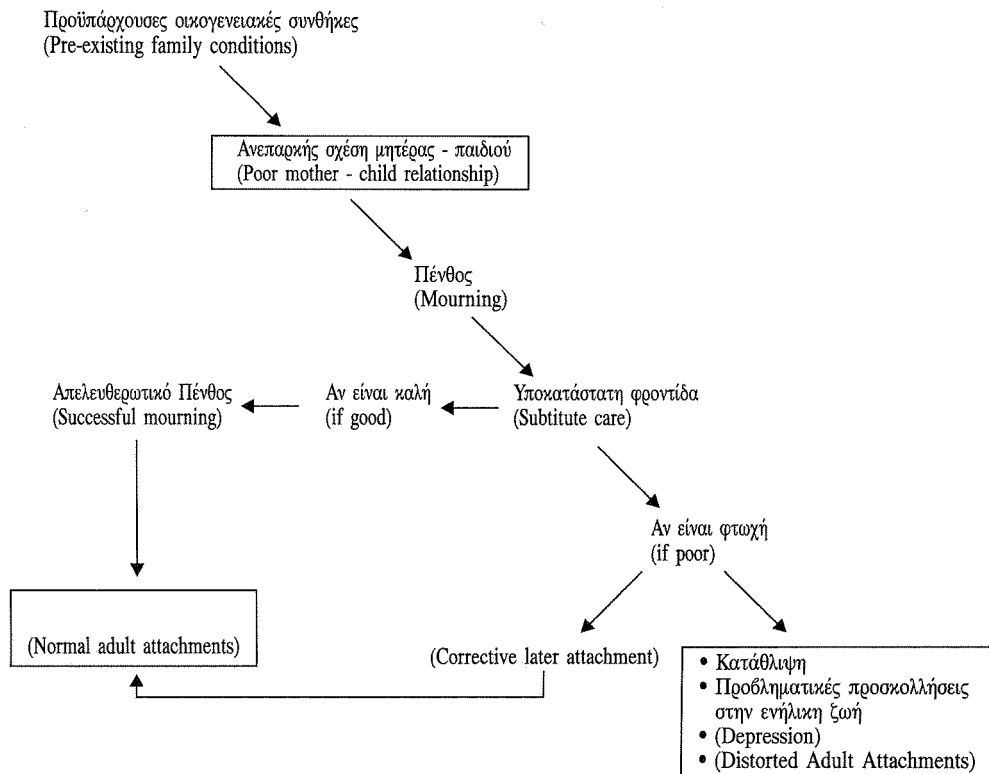 Προϋπάρχουσες οικογενειακές συνθήκες
(Pre-existing family conditions)
Ανεπαρκής σχέση μητέρας - παιδιού
(Poor mother - child relationship)
Πένθος
(Mourning)
Απελευθερωτικό Πένθος
(Successful mourning)
Αν είναι καλή
(if good)
Υποκατάστατη φροντίδα
(Subtitute care)
Αν είναι φτωχή
(if poor)
(Normal adult attachments)
(Corrective later attachment)
• Κατάθλιψη
• Προβληματικές προσκολλήσεις
στην ενήλικη ζωή
• (Depression)
• (Distorted Adult Attachments)